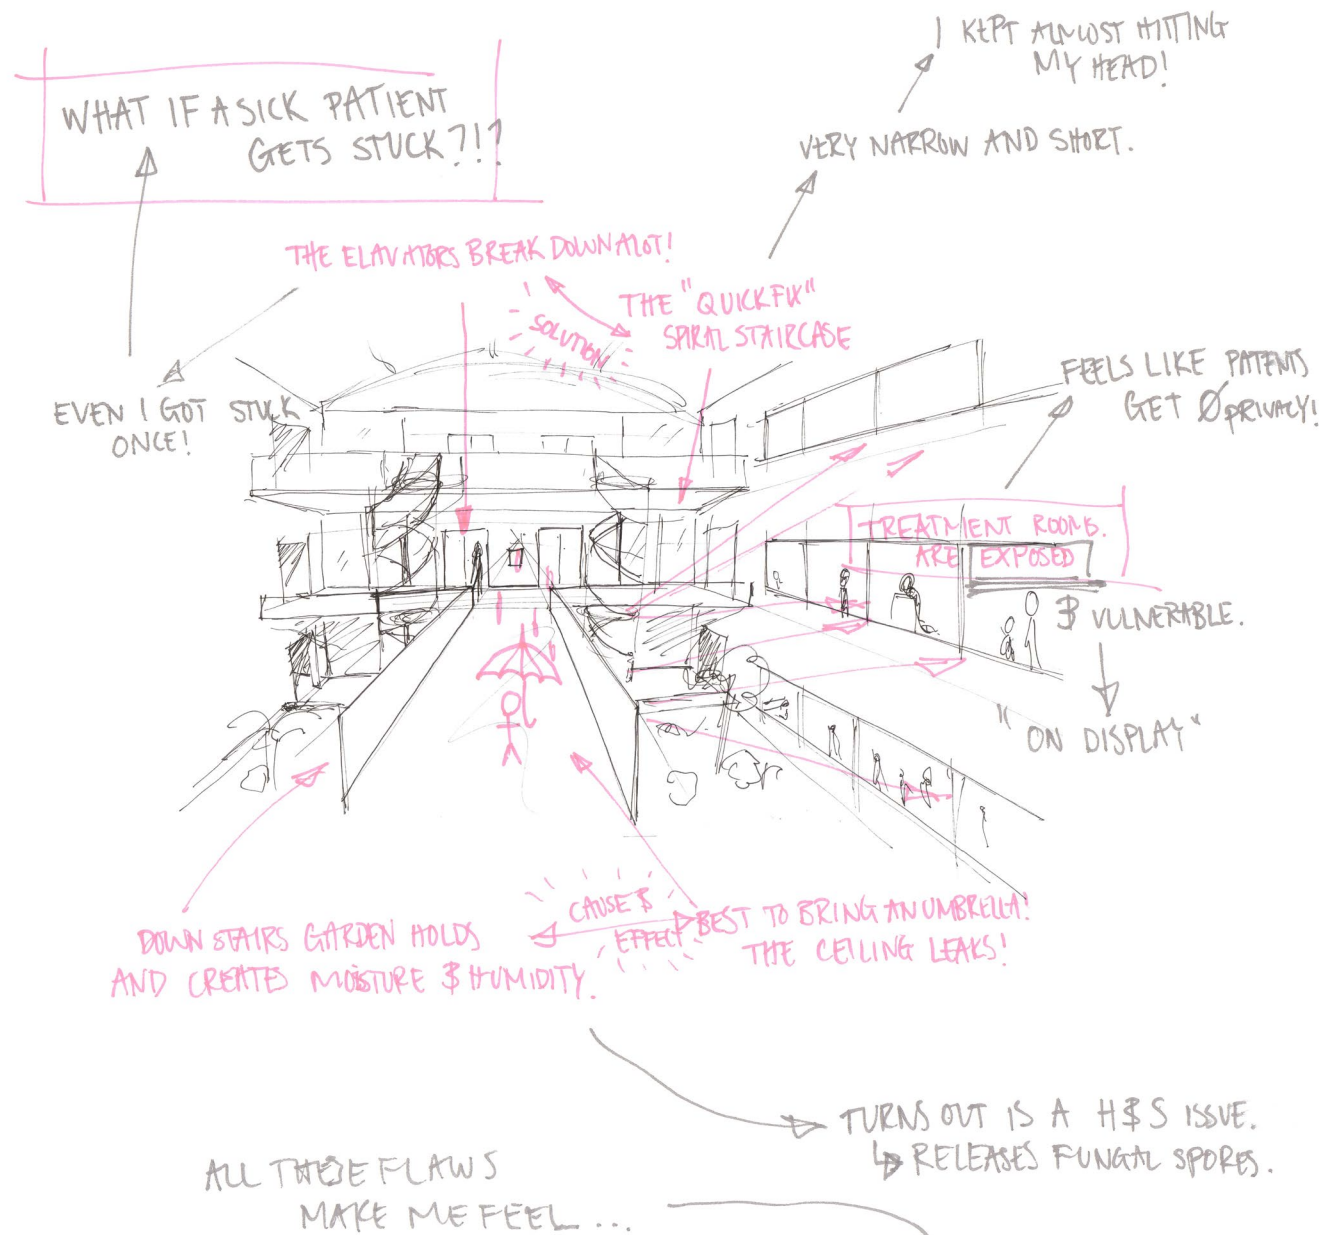 I KEPT ALMOST HITTING
MY HEAD!
WHAT IF A SICK PATIENT
GETS STUCK?!?
VERY NARROW AND SHORT.
THE ELAVATORS BREAK DOWN ALOT!
THE "QUICK FIX"
SPIRAL STAIRCASE
SOLUTION
EVEN I GOT STUCK
ONCE!
FEELS LIKE PATENTS
GET Ø PRIVACY!
TREATMENT ROOMS.
ARE EXPOSED
& VULNERABLE.
"ON DISPLAY"
CAUSE &
EFFECT
DOWN STAIRS GARDEN HOLDS
AND CREATES MOISTURE & HUMIDITY.
BEST TO BRING AN UMBRELLA!
THE CEILING LEAKS!
TURNS OUT IS A H&S ISSUE.
↳ RELEASES FUNGAL SPORES.
ALL THESE FLAWS
MAKE ME FEEL ...